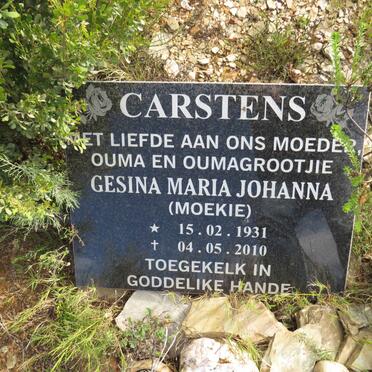 CARSTENS
MET LIEFDE AAN ONS MOEDER,
OUMA EN OUMAGROOTJIE
GESINA MARIA JOHANNA
(MOEKIE)
★ 15.02.1931
† 04.05.2010
TOEGEKELK IN
GODDELIKE HANDE